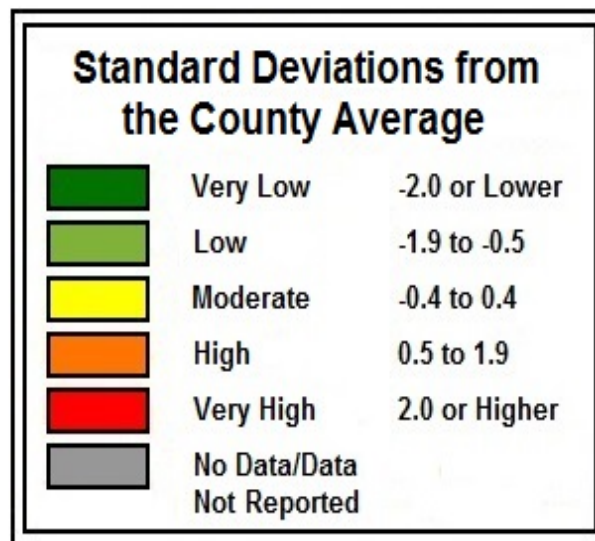 Standard Deviations from
the County Average
Very Low -2.0 or Lower
Low -1.9 to -0.5
Moderate -0.4 to 0.4
High 0.5 to 1.9
Very High 2.0 or Higher
No Data/Data
Not Reported